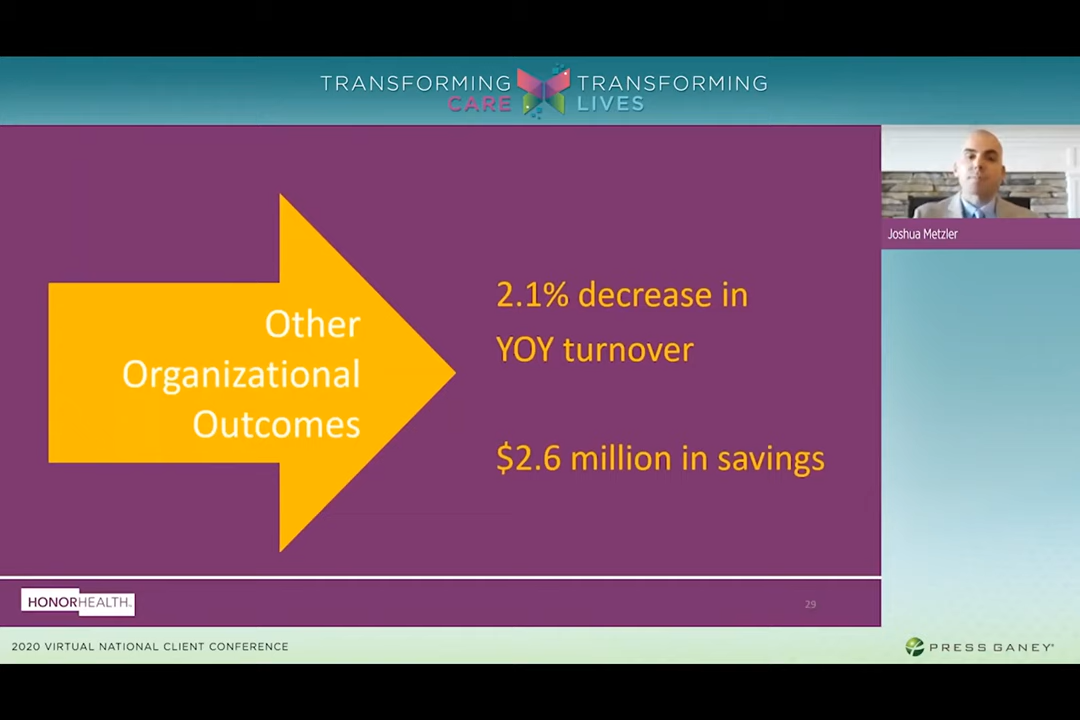 TRANSFORMING TRANSFORMING
CARE LIVES
Joshua Metzler
Other
Organizational
Outcomes
2.1% decrease in
YOY turnover
$2.6 million in savings
HONORHEALTH
29
2020 VIRTUAL NATIONAL CLIENT CONFERENCE
PRESS GANEY